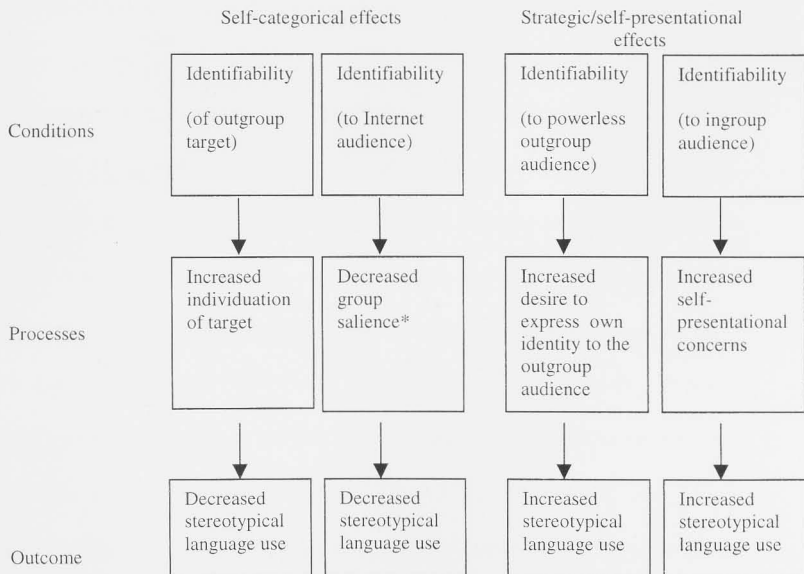 Self-categorical effects
Strategic/self-presentational
effects
Conditions
Identifiability
(of outgroup
target)
Identifiability
(to Internet
audience)
Identifiability
(to powerless
outgroup
audience)
Identifiability
(to ingroup
audience)
Processes
Increased
individuation
of target
Decreased
group
salience*
Increased
desire to
express own
identity to the
outgroup
audience
Increased
self-
presentational
concerns
Outcome
Decreased
stereotypical
language use
Decreased
stereotypical
language use
Increased
stereotypical
language use
Increased
stereotypical
language use